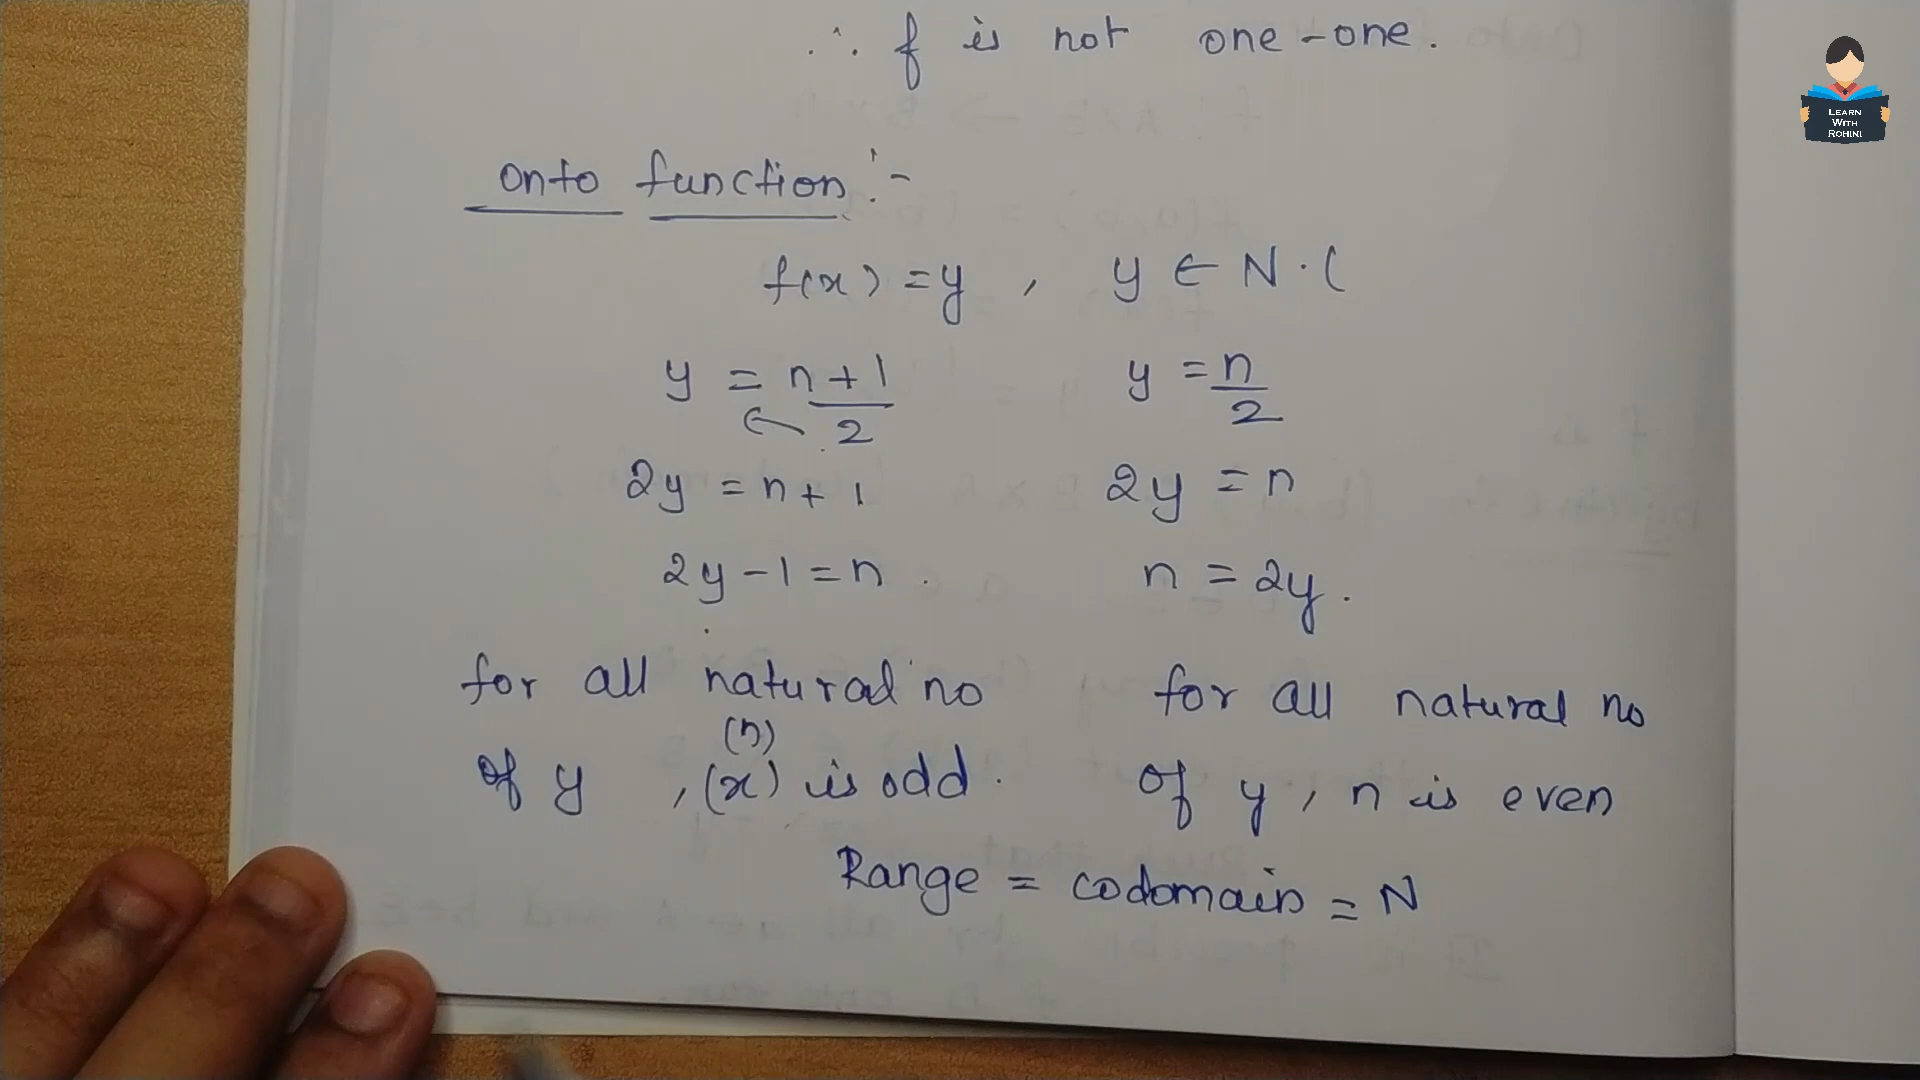 ∴ f is not one-one.
LEARN
WITH
ROHINI
onto function :-
f(x) = y , y ∈ N. (
y = n+1/2 y = n/2
2y = n+1 2y = n
2y-1=n. n = 2y.
for all natural no for all natural no
(n)
of y , (x) is odd. of y, n is even
Range = codomain = N